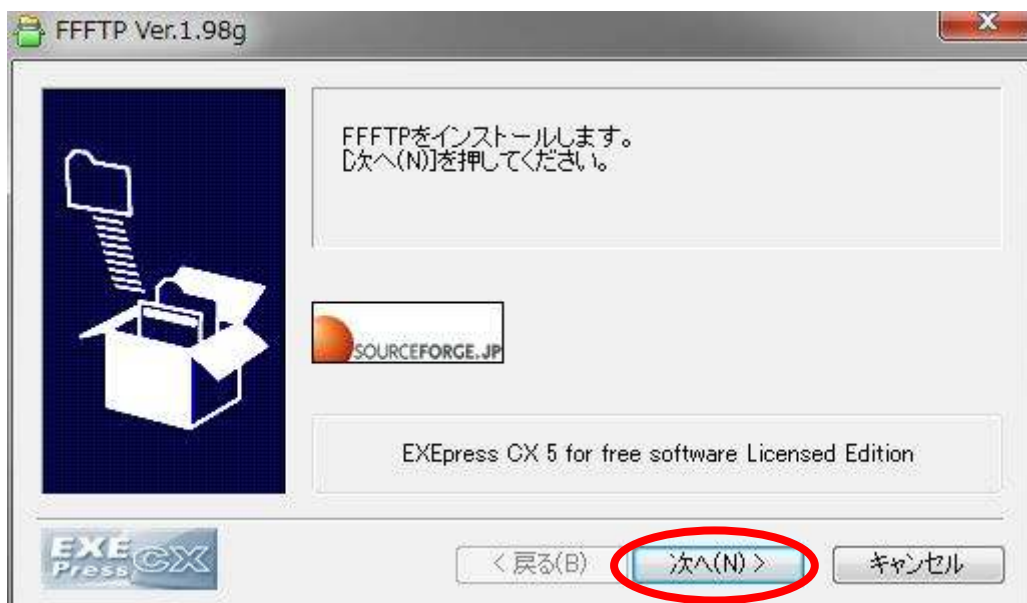 FFFTP Ver.1.98g
FFFTPをインストールします。
[次へ(N)]を押してください。
SOURCEFORGE.JP
EXEpress CX 5 for free software Licensed Edition
EXE
Press CX
< 戻る(B)
次へ(N) >
キャンセル